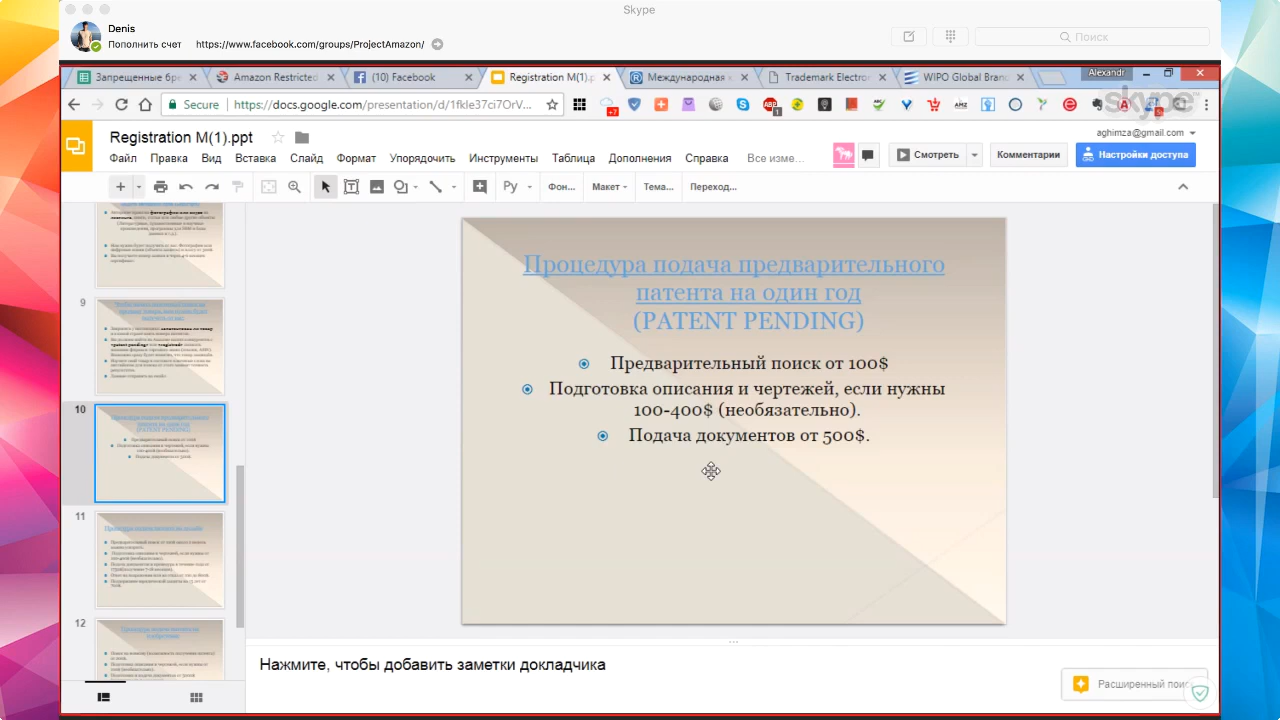 Skype
Denis
Пополнить счет https://www.facebook.com/groups/ProjectAmazon/
Поиск
Запрещенные бре
Amazon Restricted
(10) Facebook
Registration M(1).p
Международная к
Trademark Electron
WIPO Global Brand
Alexandr
Secure https://docs.google.com/presentation/d/1fkle37ci7OrV...
skype™
Registration M(1).ppt
aghimza@gmail.com
Файл Правка Вид Вставка Слайд Формат Упорядочить Инструменты Таблица Дополнения Справка Все изме...
Смотреть
Комментарии
Настройки доступа
Py Фон... Макет Тема... Переход...
9
10
11
12
Процедура подача предварительного
патента на один год
(PATENT PENDING)
Предварительный поиск от 100$
Подготовка описания и чертежей, если нужны
100-400$ (необязательно).
Подача документов от 500$.
Нажмите, чтобы добавить заметки докладчика
Расширенный поис